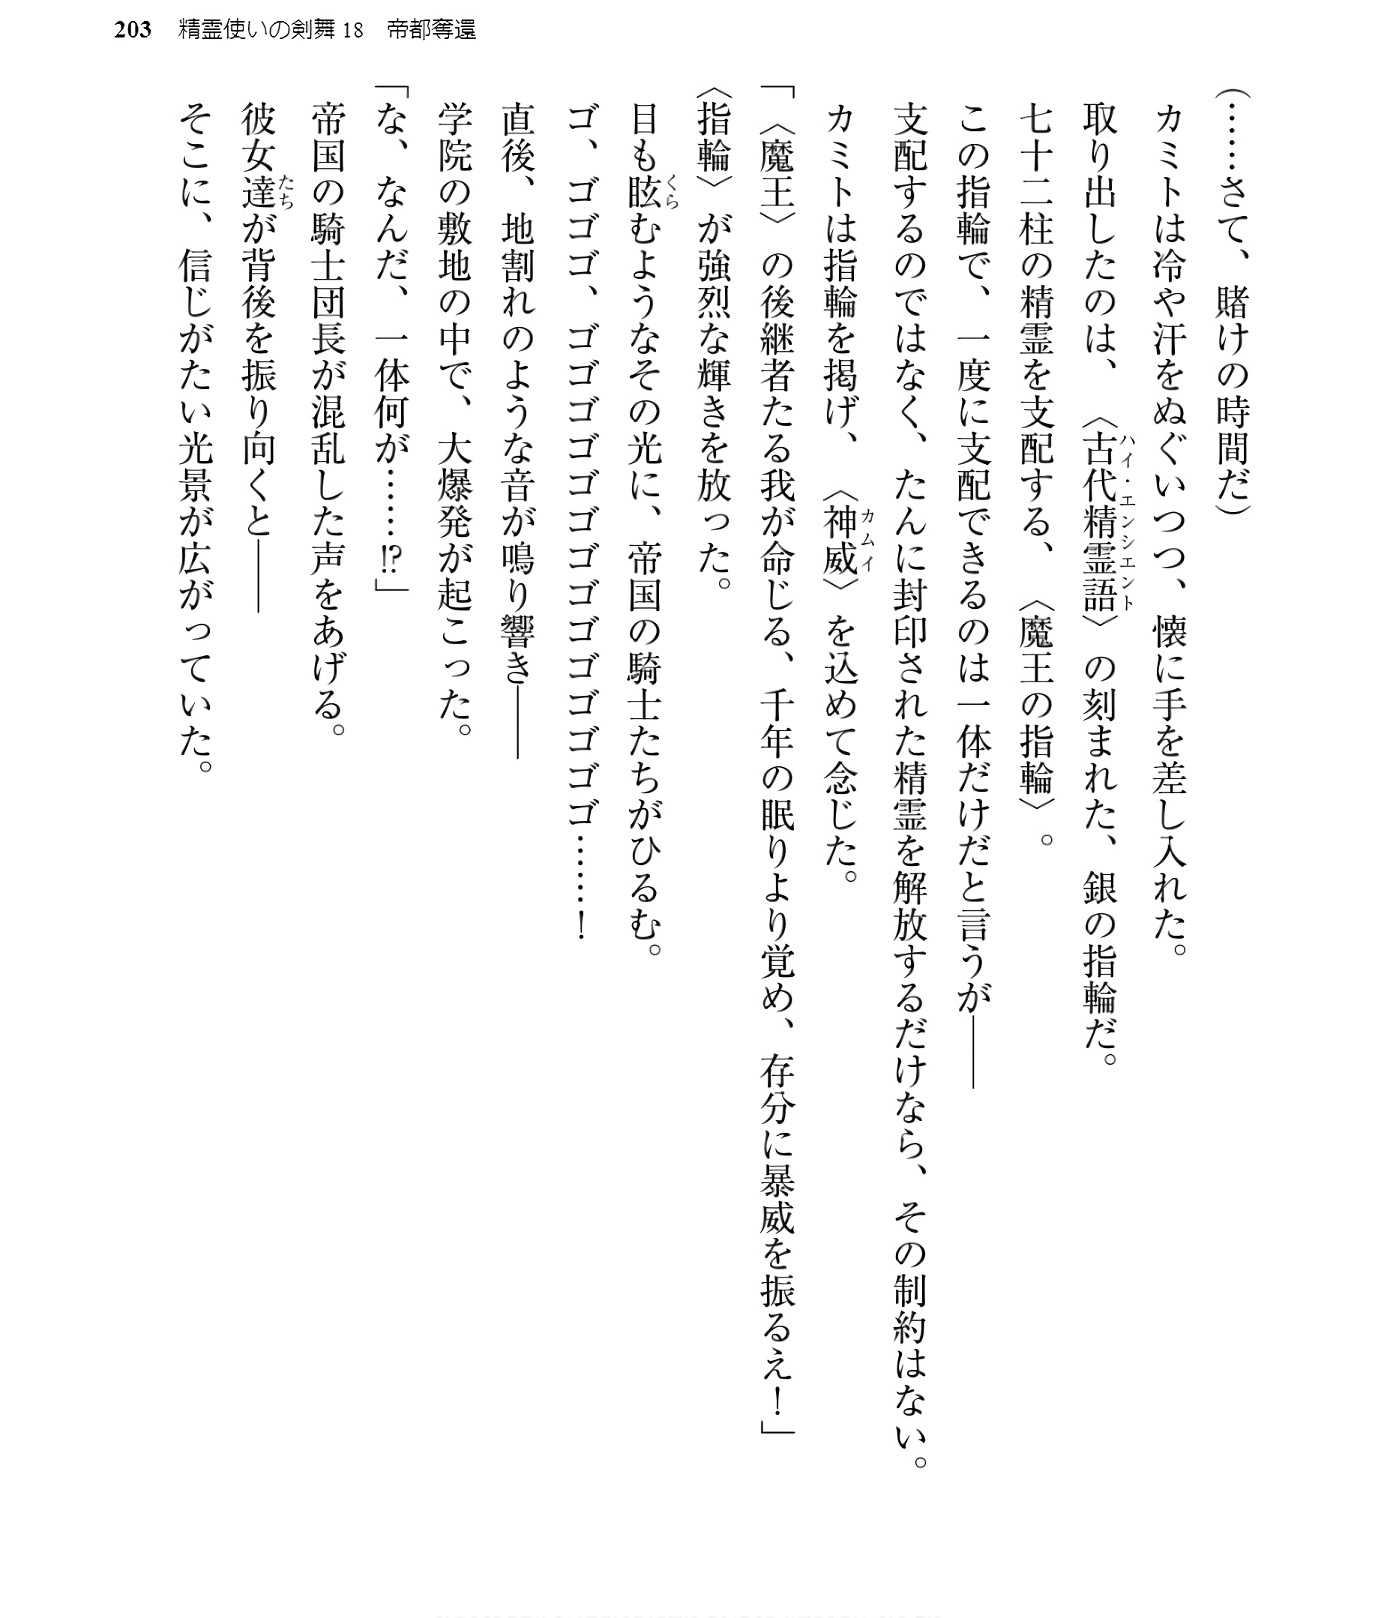 203 精霊使いの剣舞18 帝都奪還
(……さて、賭けの時間だ)
カミトは冷や汗をぬぐいつつ、懐に手を差し入れた。
取り出したのは、〈古代精霊語〉の刻まれた、銀の指輪だ。
ハイ・エンシエント
七十二柱の精霊を支配する、〈魔王の指輪〉。
この指輪で、一度に支配できるのは一体だけだと言うが――
支配するのではなく、たんに封印された精霊を解放するだけなら、その制約はない。
カミトは指輪を掲げ、〈神威〉を込めて念じた。
カムイ
「〈魔王〉の後継者たる我が命じる、千年の眠りより覚め、存分に暴威を振るえ!」
〈指輪〉が強烈な輝きを放った。
目も眩むようなその光に、帝国の騎士たちがひるむ。
くら
ゴ、ゴゴゴ、ゴゴゴゴゴゴゴゴゴゴゴゴゴゴ……!
直後、地割れのような音が鳴り響き――
学院の敷地の中で、大爆発が起こった。
「な、なんだ、一体何が……⁉」
帝国の騎士団長が混乱した声をあげる。
彼女達が背後を振り向くと――
たち
そこに、信じがたい光景が広がっていた。